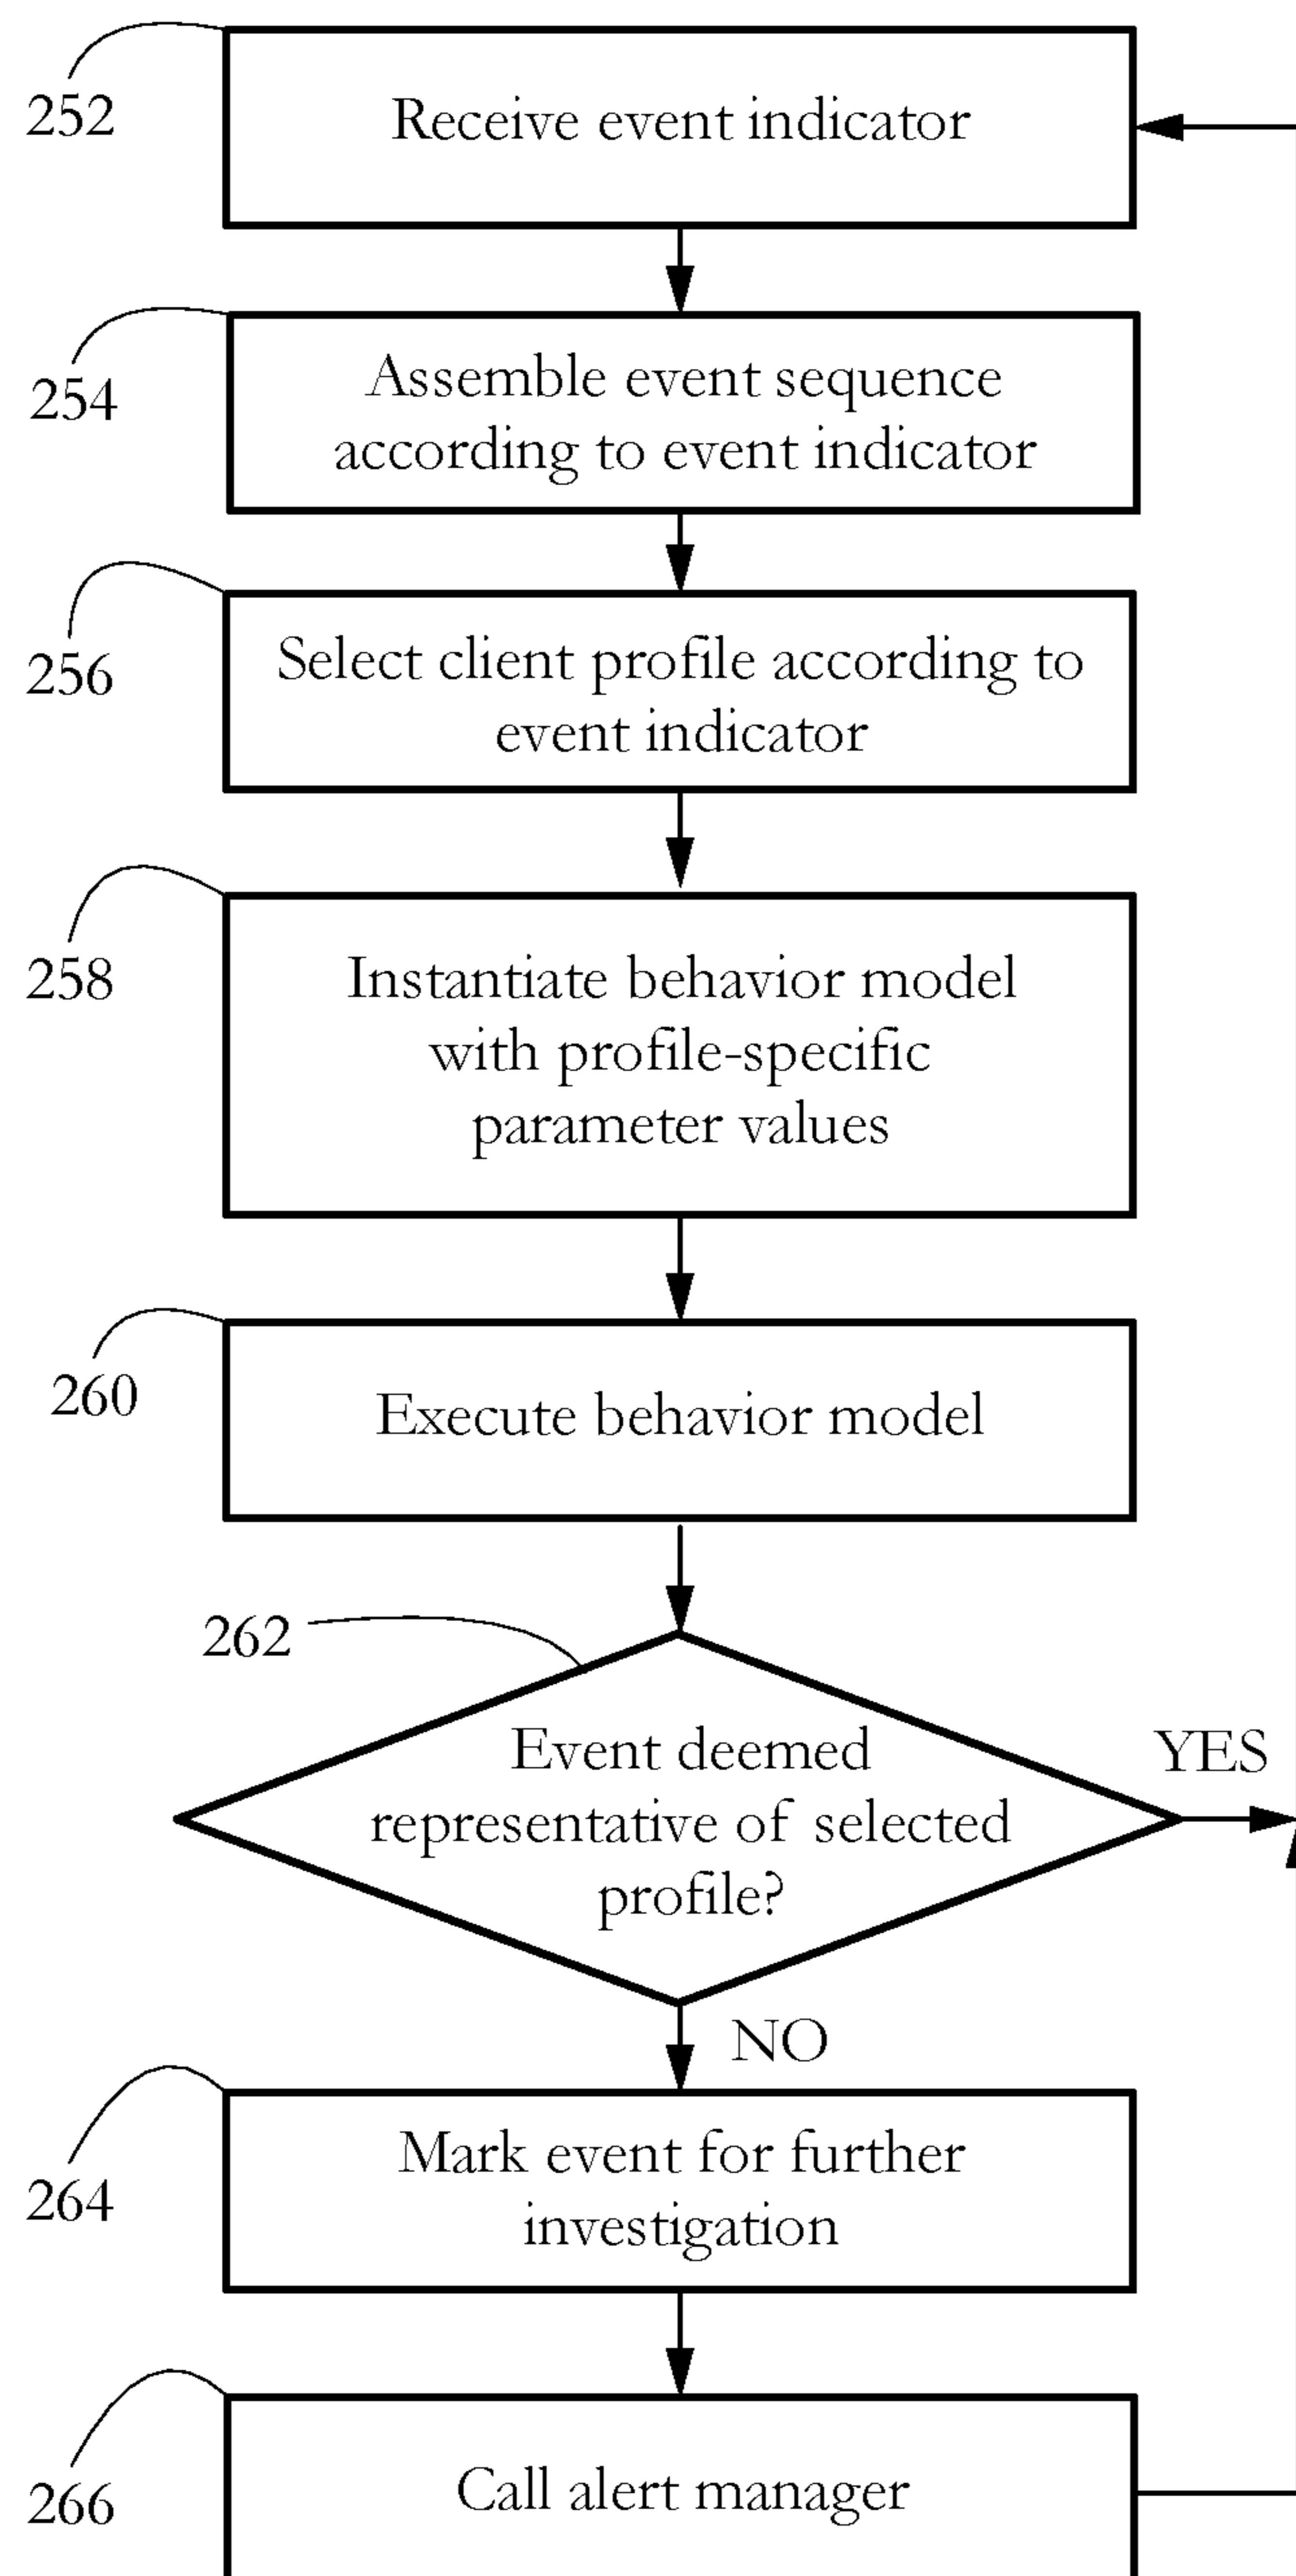 252
Receive event indicator
254
Assemble event sequence
according to event indicator
256
Select client profile according to
event indicator
258
Instantiate behavior model
with profile-specific
parameter values
260
Execute behavior model
262
Event deemed
representative of selected
profile?
YES
NO
264
Mark event for further
investigation
266
Call alert manager